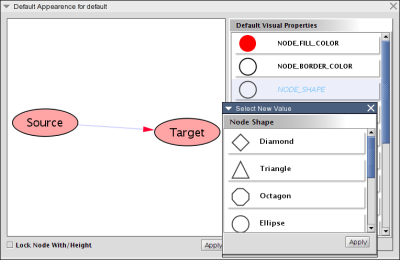 Default Appearence for default
Default Visual Properties
NODE_FILL_COLOR
NODE_BORDER_COLOR
NODE_SHAPE
Select New Value
Node Shape
Diamond
Triangle
Octagon
Ellipse
Apply
Source
Target
Lock Node With/Height
Apply